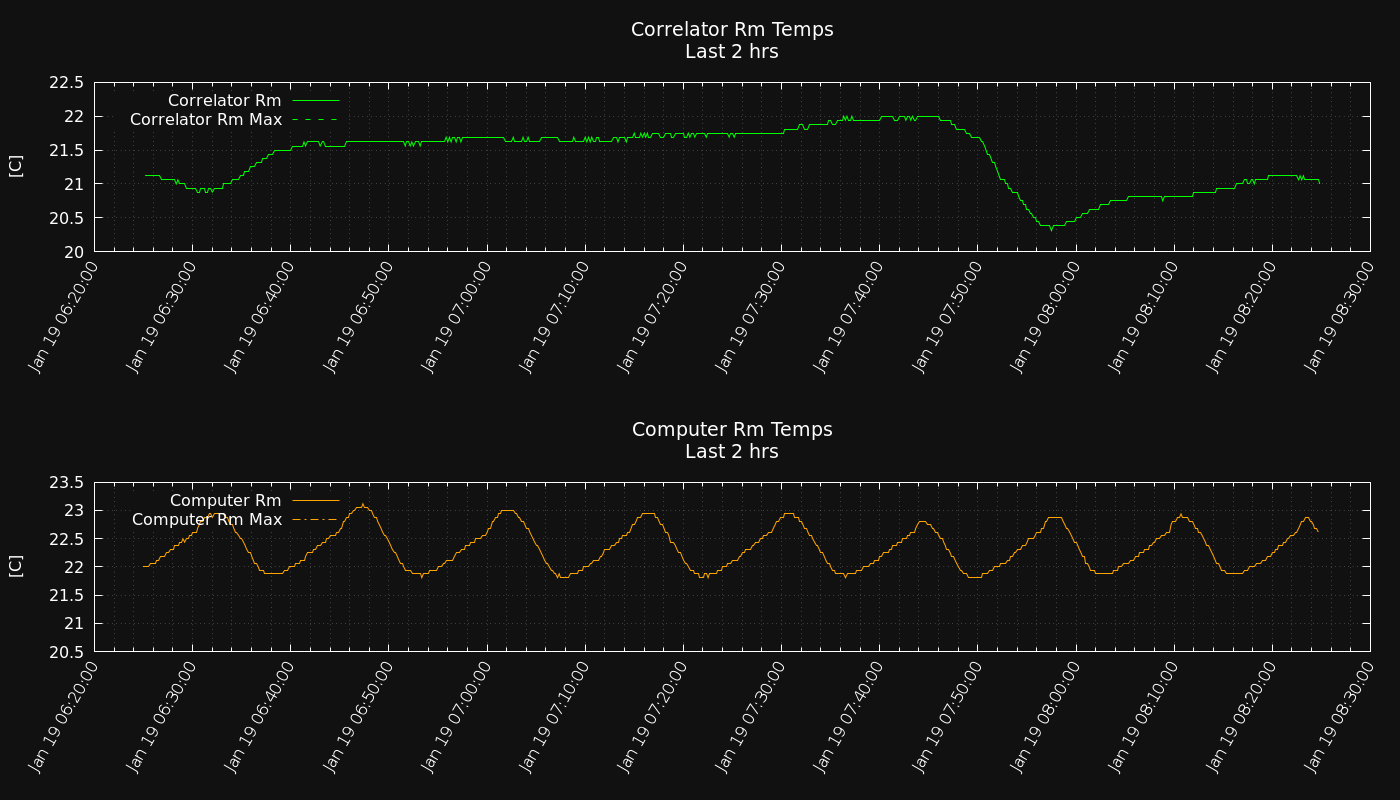 Correlator Rm Temps
Last 2 hrs
22.5
22
21.5
21
20.5
20
[C]
Correlator Rm
Correlator Rm Max
Jan 19 06:20:00
Jan 19 06:30:00
Jan 19 06:40:00
Jan 19 06:50:00
Jan 19 07:00:00
Jan 19 07:10:00
Jan 19 07:20:00
Jan 19 07:30:00
Jan 19 07:40:00
Jan 19 07:50:00
Jan 19 08:00:00
Jan 19 08:10:00
Jan 19 08:20:00
Jan 19 08:30:00
Computer Rm Temps
Last 2 hrs
23.5
23
22.5
22
21.5
21
20.5
[C]
Computer Rm
Computer Rm Max
Jan 19 06:20:00
Jan 19 06:30:00
Jan 19 06:40:00
Jan 19 06:50:00
Jan 19 07:00:00
Jan 19 07:10:00
Jan 19 07:20:00
Jan 19 07:30:00
Jan 19 07:40:00
Jan 19 07:50:00
Jan 19 08:00:00
Jan 19 08:10:00
Jan 19 08:20:00
Jan 19 08:30:00